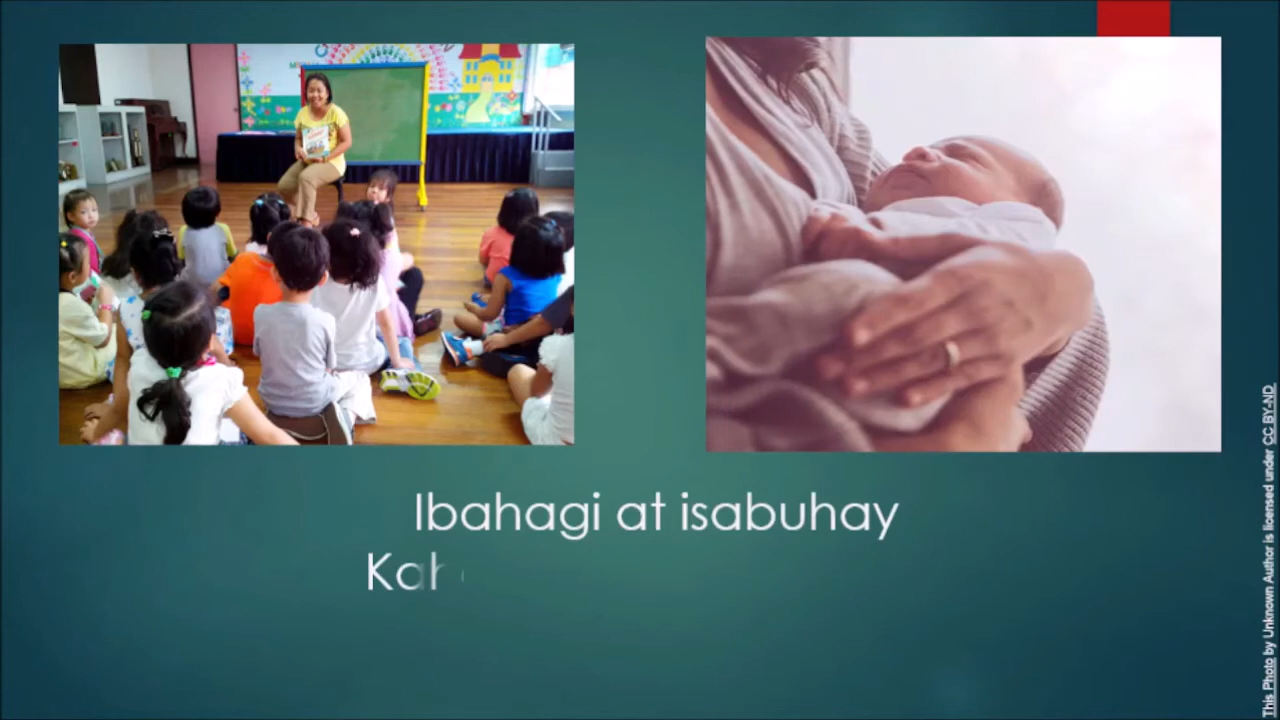 Ibahagi at isabuhay
This Photo by Unknown Author is licensed under CC BY-ND